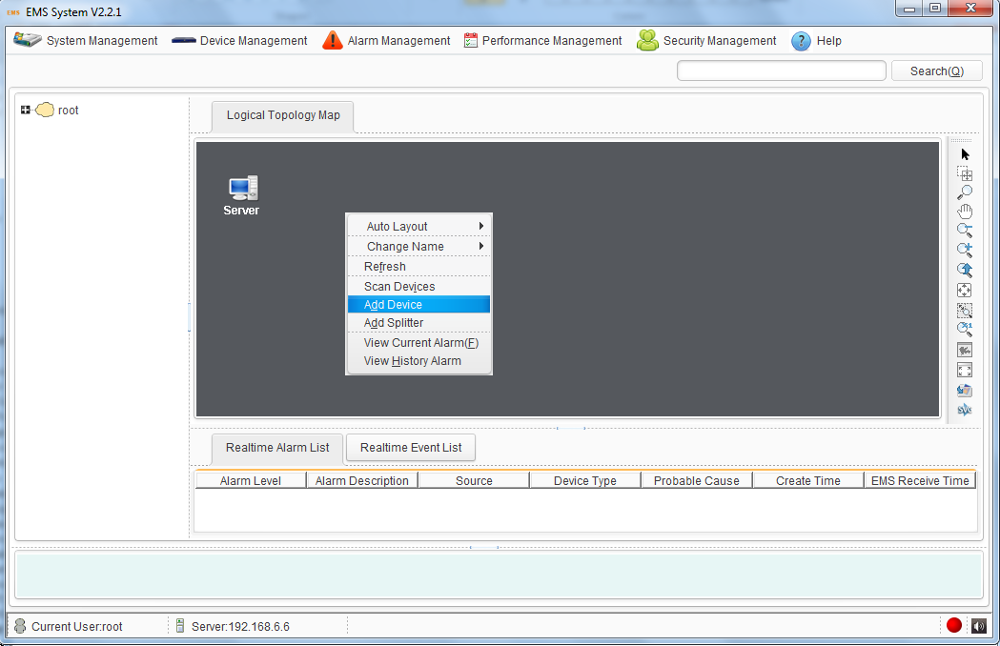 EMS EMS System V2.2.1
System Management Device Management Alarm Management Performance Management Security Management ? Help
Search(Q)
root
Logical Topology Map
Server
Auto Layout
Change Name
Refresh
Scan Devices
Add Device
Add Splitter
View Current Alarm(F)
View History Alarm
Realtime Alarm List Realtime Event List
Alarm Level Alarm Description Source Device Type Probable Cause Create Time EMS Receive Time
Current User:root Server:192.168.6.6